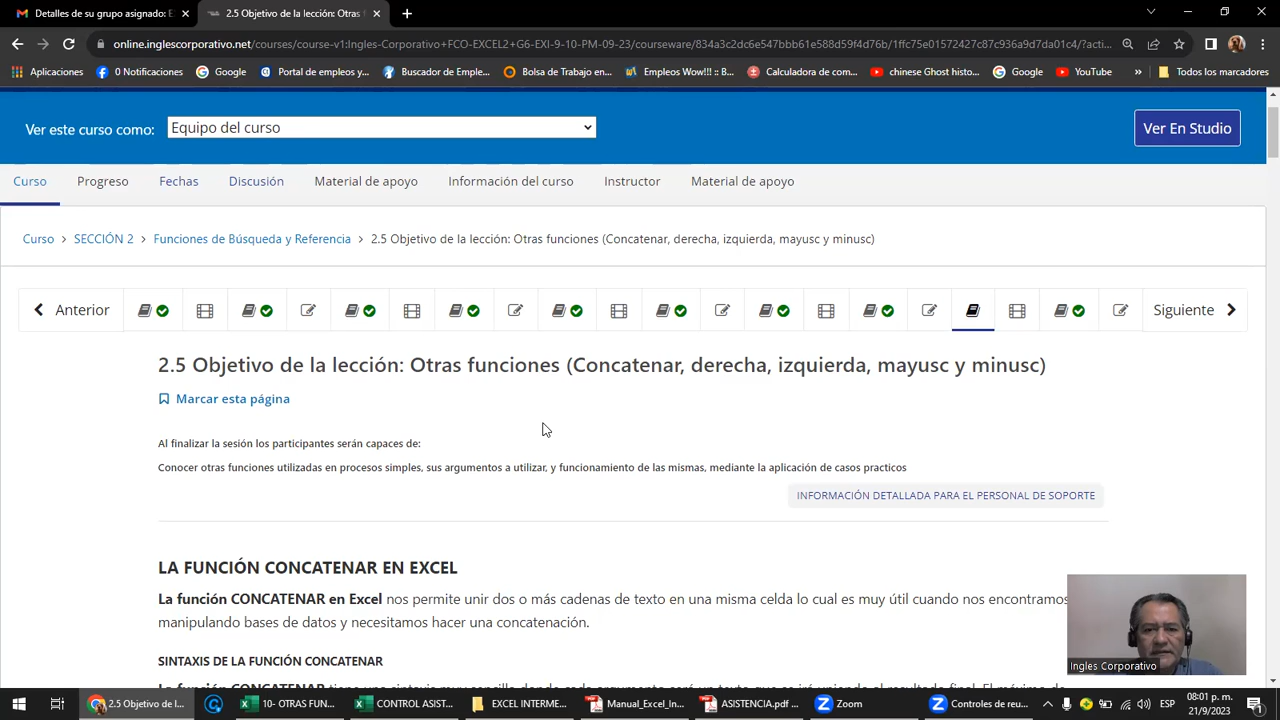 Detalles de su grupo asignado: E
2.5 Objetivo de la lección: Otras f
online.inglescorporativo.net/courses/course-v1:Ingles-Corporativo+FCO-EXCEL2+G6-EXI-9-10-PM-09-23/courseware/834a3c2dc6e547bbb61e588d59f4d76b/1ffc75e01572427c87c936a9d7da01c4/?acti...
Aplicaciones
0 Notificaciones
Google
Portal de empleos y...
Buscador de Emple...
Bolsa de Trabajo en...
Empleos Wow!!! :: B...
Calculadora de com...
chinese Ghost histo...
Google
YouTube
»
Todos los marcadores
Ver este curso como:
Equipo del curso
Ver En Studio
Curso
Progreso
Fechas
Discusión
Material de apoyo
Información del curso
Instructor
Material de apoyo
Curso > SECCIÓN 2 > Funciones de Búsqueda y Referencia > 2.5 Objetivo de la lección: Otras funciones (Concatenar, derecha, izquierda, mayusc y minusc)
Anterior
Siguiente
2.5 Objetivo de la lección: Otras funciones (Concatenar, derecha, izquierda, mayusc y minusc)
Marcar esta página
Al finalizar la sesión los participantes serán capaces de:
Conocer otras funciones utilizadas en procesos simples, sus argumentos a utilizar, y funcionamiento de las mismas, mediante la aplicación de casos practicos
INFORMACIÓN DETALLADA PARA EL PERSONAL DE SOPORTE
LA FUNCIÓN CONCATENAR EN EXCEL
La función CONCATENAR en Excel nos permite unir dos o más cadenas de texto en una misma celda lo cual es muy útil cuando nos encontramos
manipulando bases de datos y necesitamos hacer una concatenación.
SINTAXIS DE LA FUNCIÓN CONCATENAR
Ingles Corporativo
2.5 Objetivo de l...
10- OTRAS FUN...
CONTROL ASIST...
EXCEL INTERME...
Manual_Excel_In...
ASISTENCIA.pdf ...
Zoom
Controles de reu...
ESP
08:01 p. m.
21/9/2023